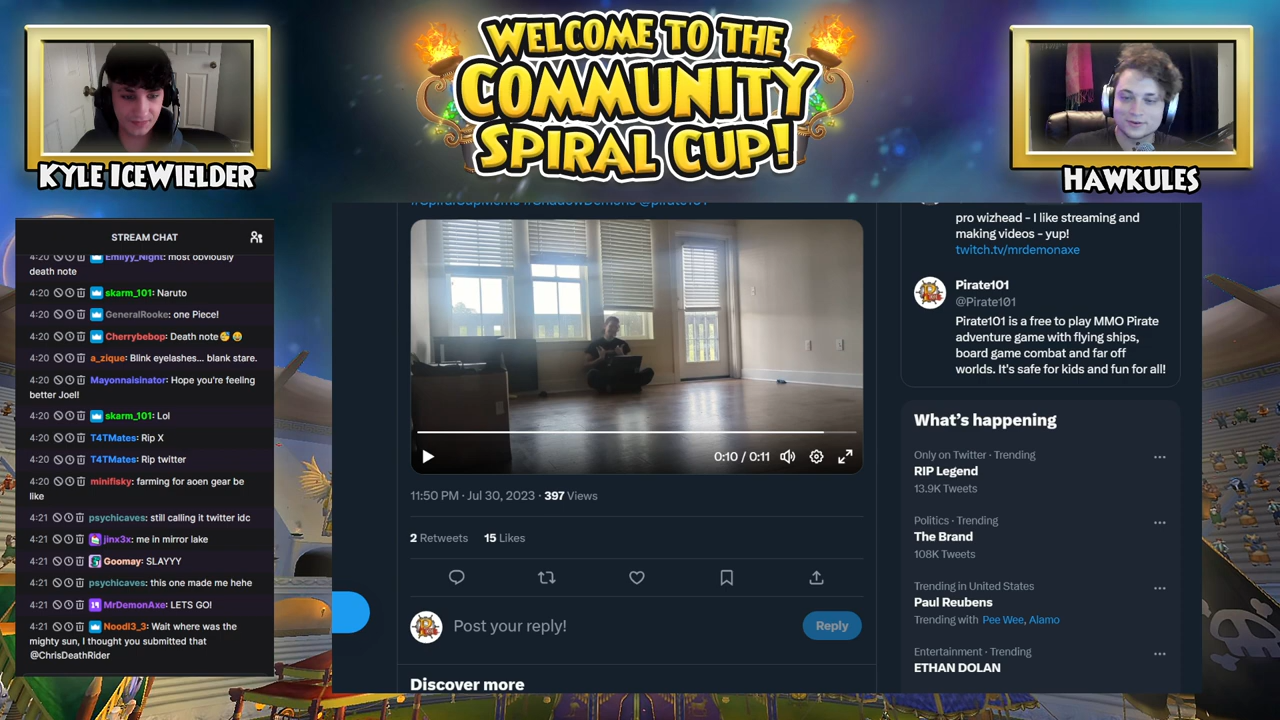 WELCOME TO THE
COMMUNITY
SPIRAL CUP!
KYLE ICEWIELDER
HAWKULES
STREAM CHAT
4:20 Emilyy_Night: most obviously
death note
4:20 skarm_101: Naruto
4:20 GeneralRooke: one Piece!
4:20 Cherrybebop: Death note
4:20 a_zique: Blink eyelashes... blank stare.
4:20 Mayonnaisinator: Hope you're feeling
better Joel!
4:20 skarm_101: Lol
4:20 T4TMates: Rip X
4:20 T4TMates: Rip twitter
4:20 minifisky: farming for aoen gear be
like
4:21 psychicaves: still calling it twitter idc
4:21 jinx3x: me in mirror lake
4:21 Goomay: SLAYYY
4:21 psychicaves: this one made me hehe
4:21 MrDemonAxe: LETS GO!
4:21 Noodl3_3: Wait where was the
mighty sun, I thought you submitted that
@ChrisDeathRider
#SpiralCupMeme #ShadowDemons @pirate101
0:10 / 0:11
11:50 PM · Jul 30, 2023 · 397 Views
2 Retweets 15 Likes
Post your reply!
Reply
Discover more
pro wizhead - I like streaming and
making videos - yup!
twitch.tv/mrdemonaxe
Pirate101
@Pirate101
Pirate101 is a free to play MMO Pirate
adventure game with flying ships,
board game combat and far off
worlds. It's safe for kids and fun for all!
What's happening
Only on Twitter · Trending
RIP Legend
13.9K Tweets
Politics · Trending
The Brand
108K Tweets
Trending in United States
Paul Reubens
Trending with Pee Wee, Alamo
Entertainment · Trending
ETHAN DOLAN